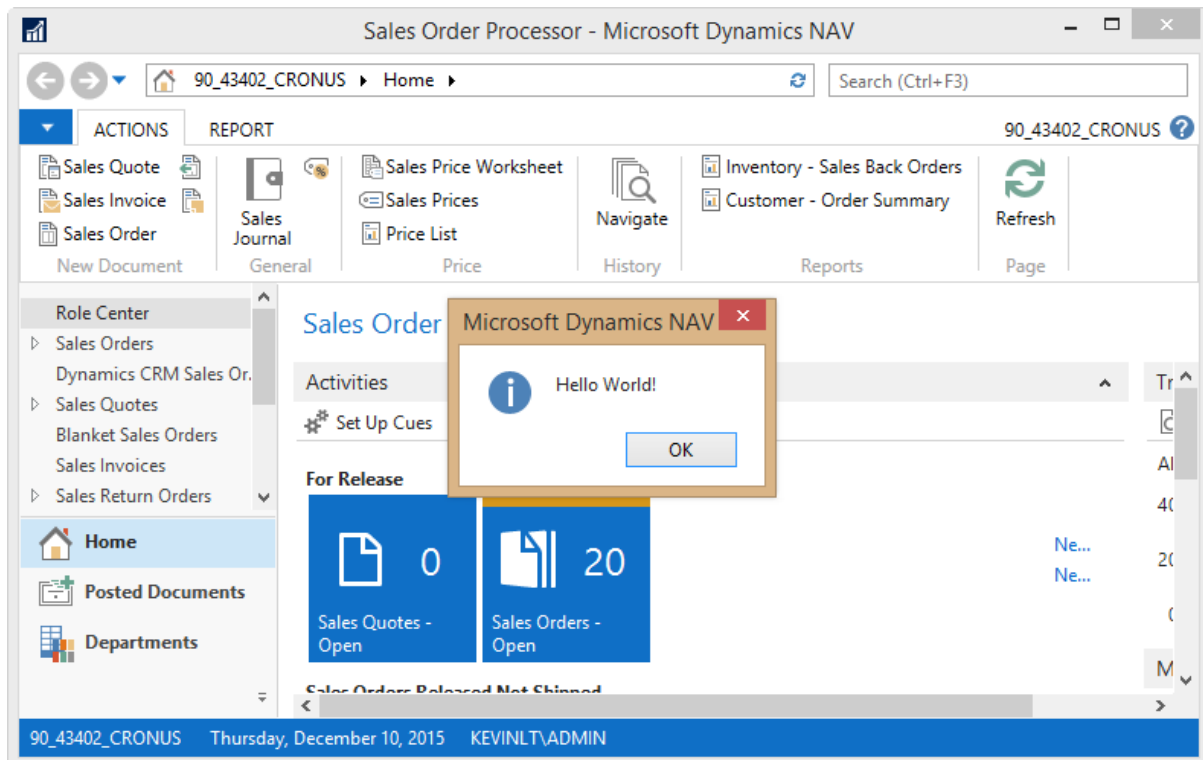 Sales Order Processor - Microsoft Dynamics NAV
90_43402_CRONUS Home
Search (Ctrl+F3)
ACTIONS REPORT
90_43402_CRONUS
Sales Quote
Sales Invoice
Sales Order
New Document
Sales
Journal
General
Sales Price Worksheet
Sales Prices
Price List
Price
Navigate
History
Inventory - Sales Back Orders
Customer - Order Summary
Reports
Refresh
Page
Role Center
Sales Orders
Dynamics CRM Sales Or.
Sales Quotes
Blanket Sales Orders
Sales Invoices
Sales Return Orders
Home
Posted Documents
Departments
Sales Order
Activities
Set Up Cues
For Release
0
Sales Quotes -
Open
20
Sales Orders -
Open
Ne...
Ne...
Sales Orders Released Not Shipped
Microsoft Dynamics NAV
Hello World!
OK
90_43402_CRONUS Thursday, December 10, 2015 KEVINLT\ADMIN